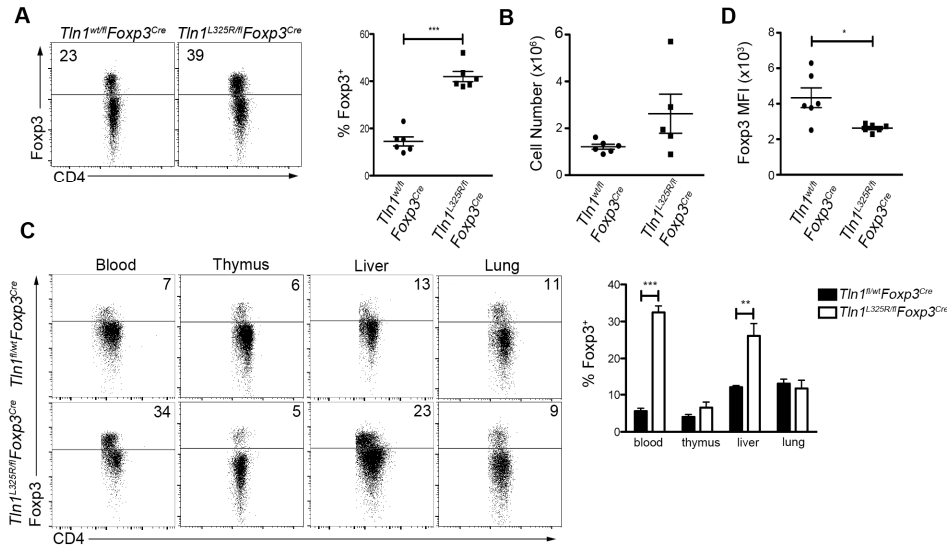 A
Tln1wt/flFoxp3Cre
Tln1L325R/flFoxp3Cre
23
39
Foxp3
CD4
% Foxp3+
60
40
20
0
***
Tln1wt/fl
Foxp3Cre
Tln1L325R/fl
Foxp3Cre
B
Cell Number (x10⁶)
6
4
2
0
Tln1wt/fl
Foxp3Cre
Tln1L325R/fl
Foxp3Cre
D
Foxp3 MFI (x10³)
8
6
4
2
0
*
Tln1wt/fl
Foxp3Cre
Tln1L325R/fl
Foxp3Cre
C
Blood Thymus Liver Lung
Tln1fl/wtFoxp3Cre
7 6 13 11
Tln1L325R/flFoxp3Cre
34 5 23 9
Foxp3
CD4
% Foxp3+
40
30
20
10
0
***
**
blood thymus liver lung
Tln1fl/wtFoxp3Cre
Tln1L325R/flFoxp3Cre